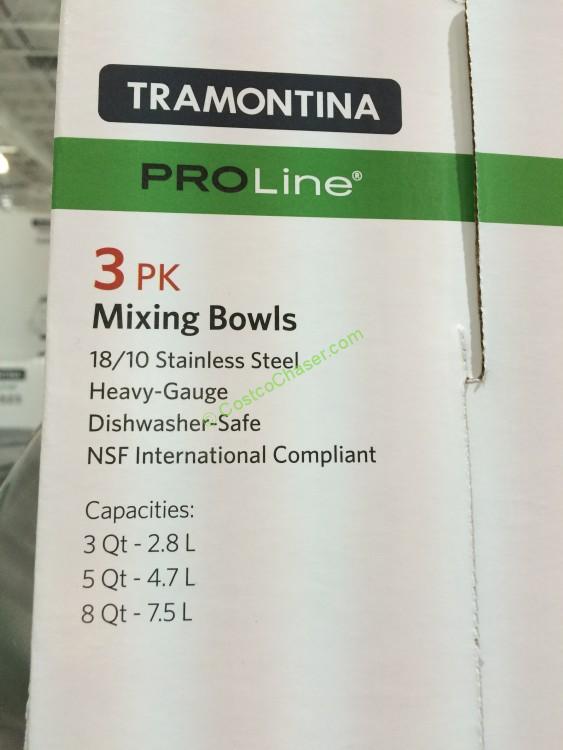 TRAMONTINA
PROLine®
3 PK
Mixing Bowls
18/10 Stainless Steel
Heavy-Gauge
Dishwasher-Safe
NSF International Compliant
© CostcoChaser.com
Capacities:
3 Qt - 2.8 L
5 Qt - 4.7 L
8 Qt - 7.5 L